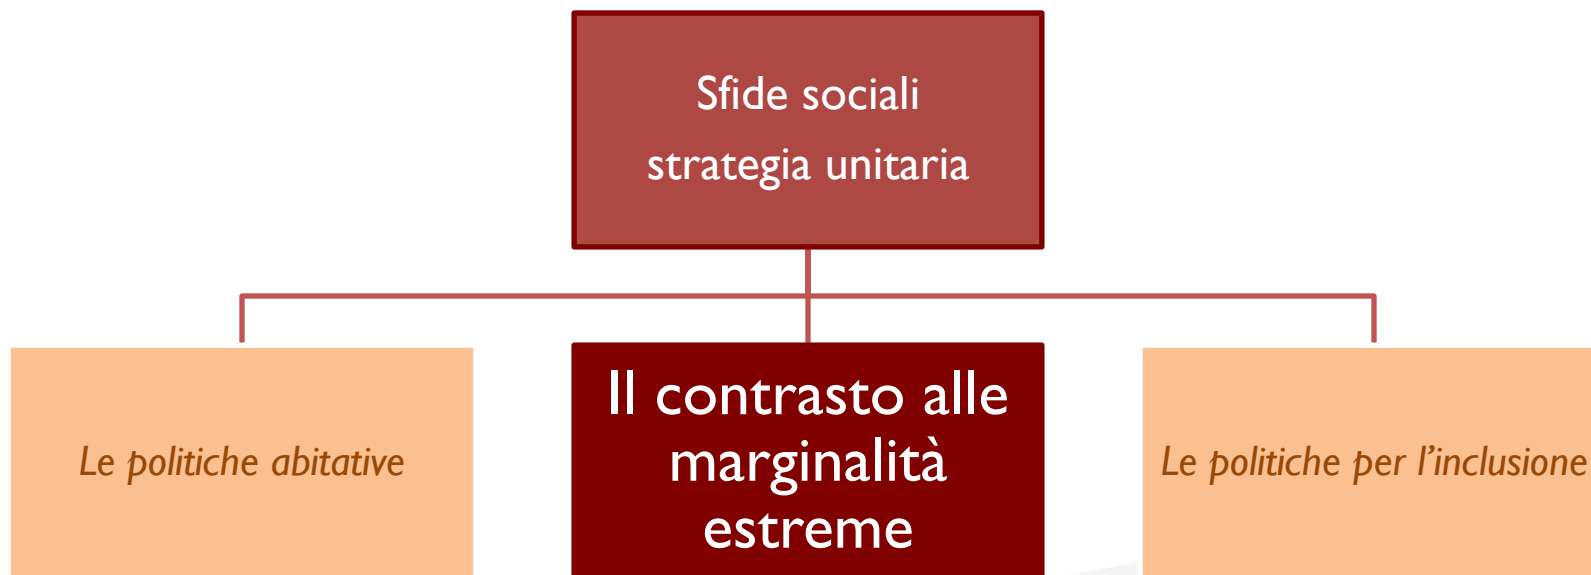 Sfide sociali
strategia unitaria
Le politiche abitative
Il contrasto alle
marginalità
estreme
Le politiche per l’inclusione